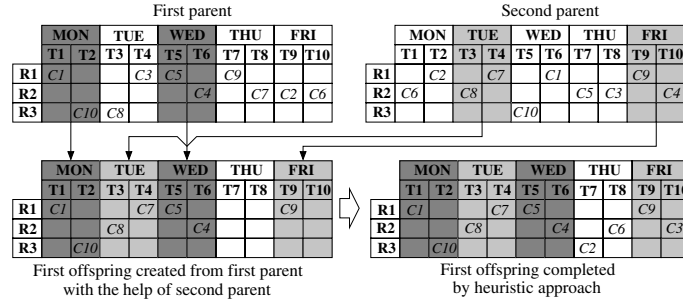 First parent
MON TUE WED THU FRI
T1 T2 T3 T4 T5 T6 T7 T8 T9 T10
R1 C1 C3 C5 C9
R2 C4 C7 C2 C6
R3 C10 C8
Second parent
MON TUE WED THU FRI
T1 T2 T3 T4 T5 T6 T7 T8 T9 T10
R1 C2 C7 C1 C9
R2 C6 C8 C5 C3 C4
R3 C10
MON TUE WED THU FRI
T1 T2 T3 T4 T5 T6 T7 T8 T9 T10
R1 C1 C7 C5 C9
R2 C8 C4
R3 C10
First offspring created from first parent
with the help of second parent
MON TUE WED THU FRI
T1 T2 T3 T4 T5 T6 T7 T8 T9 T10
R1 C1 C7 C5 C9
R2 C8 C4 C6 C3
R3 C10 C2
First offspring completed
by heuristic approach